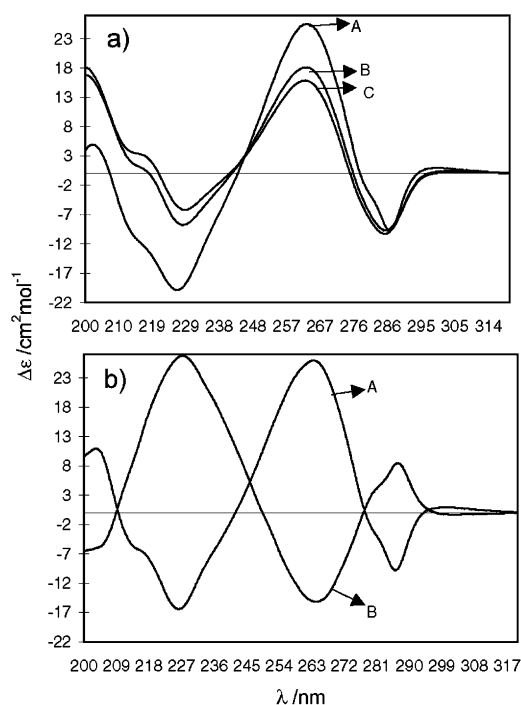 a)
23
18
13
8
3
-2
-7
-12
-17
-22
A
B
C
200 210 219 229 238 248 257 267 276 286 295 305 314
Δε /cm²mol⁻¹
b)
23
18
13
8
3
-2
-7
-12
-17
-22
A
B
200 209 218 227 236 245 254 263 272 281 290 299 308 317
λ /nm